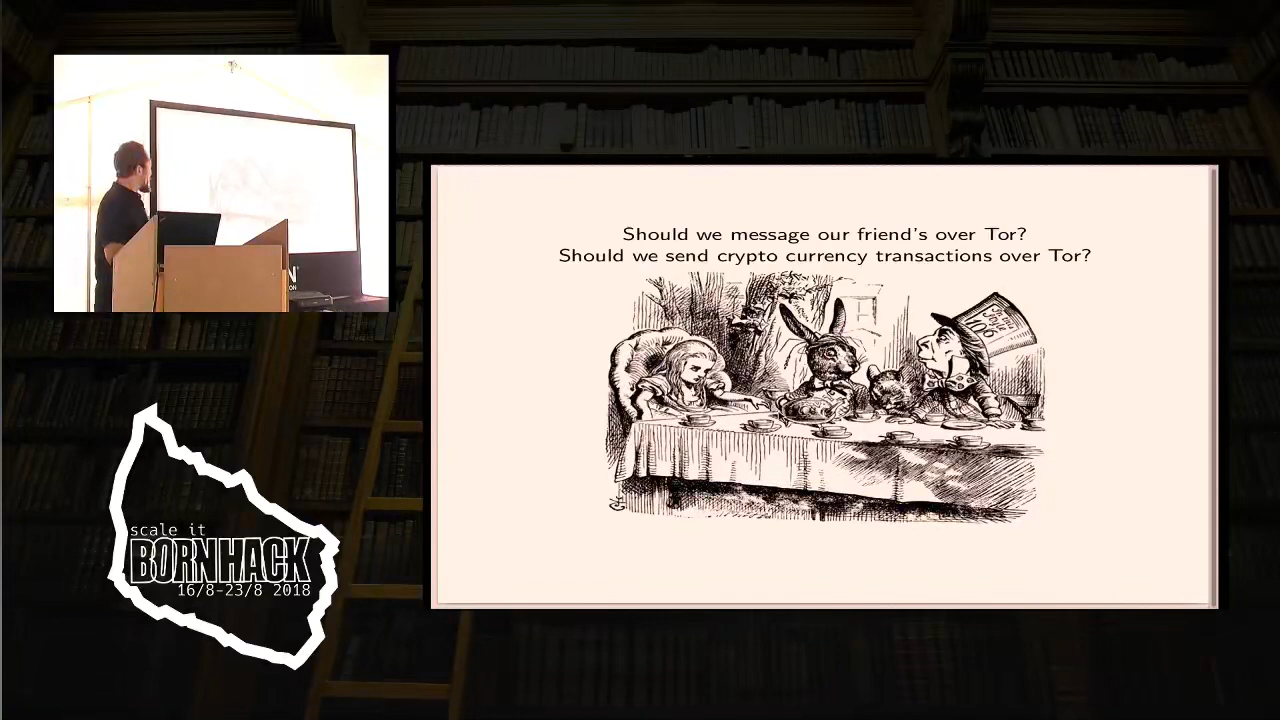 Should we message our friend's over Tor?
Should we send crypto currency transactions over Tor?
scale it
BORNHACK
16/8-23/8 2018